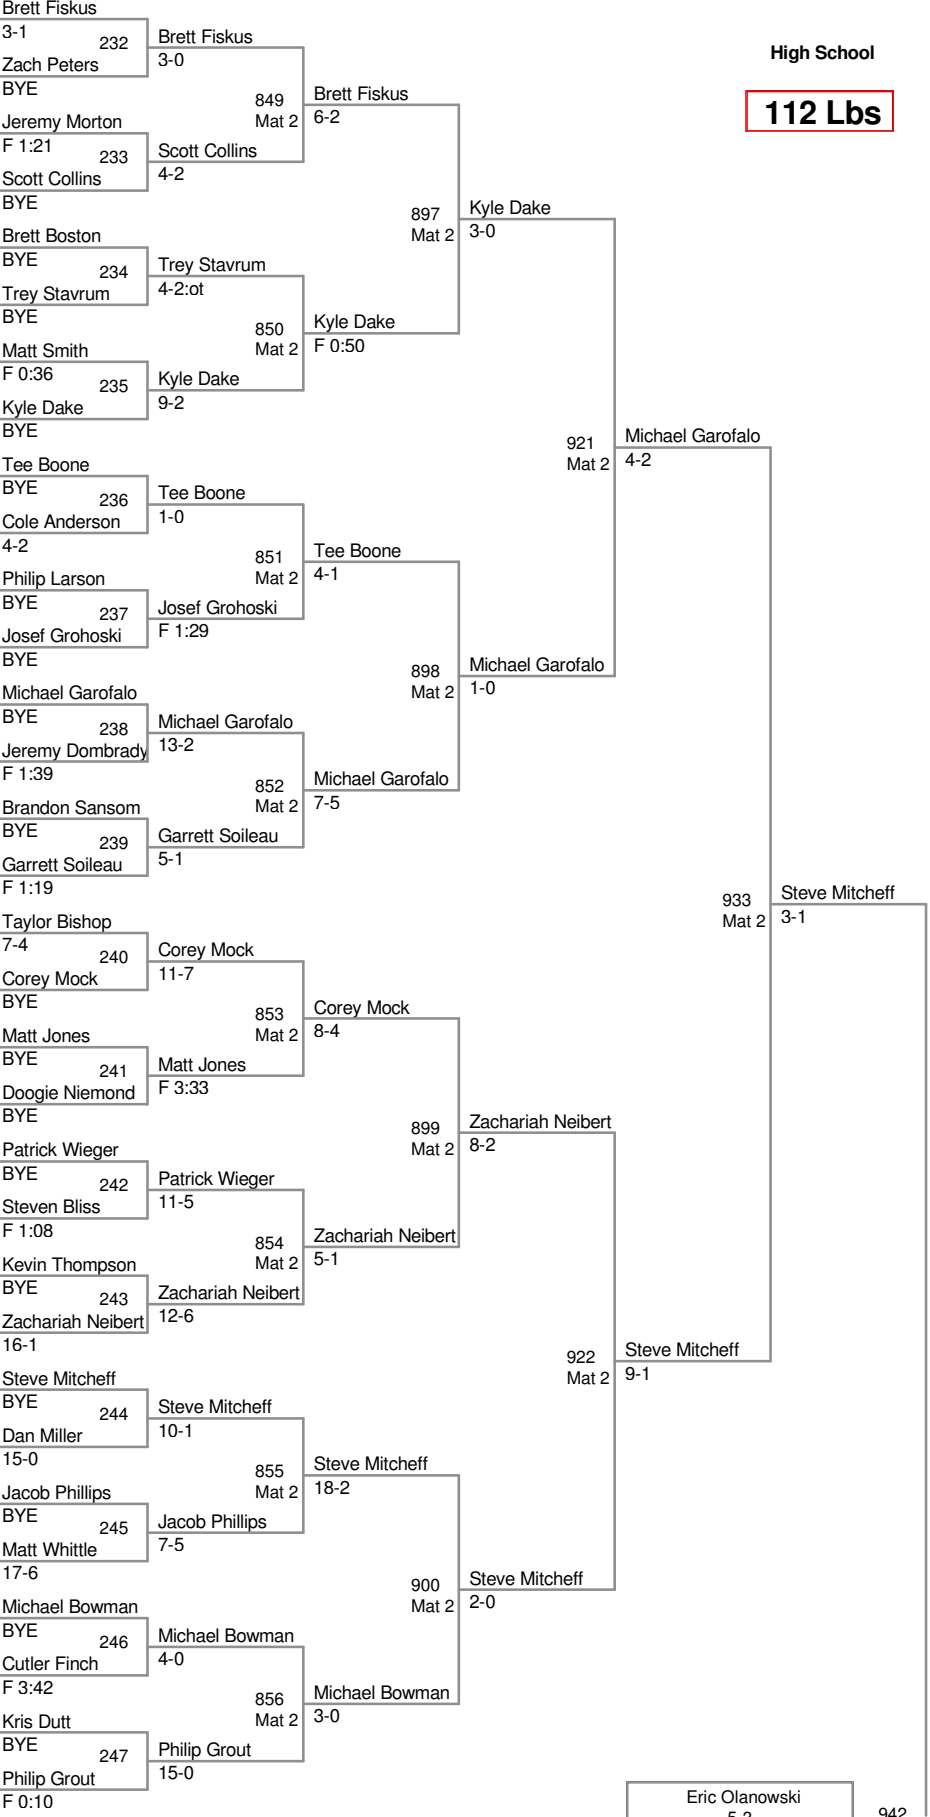 Brett Fiskus
3-1
232
Zach Peters
BYE
Jeremy Morton
F 1:21
233
Scott Collins
BYE
Brett Boston
BYE
234
Trey Stavrum
BYE
Matt Smith
F 0:36
235
Kyle Dake
BYE
Tee Boone
BYE
236
Cole Anderson
4-2
Philip Larson
BYE
237
Josef Grohoski
BYE
Michael Garofalo
BYE
238
Jeremy Dombrady
F 1:39
Brandon Sansom
BYE
239
Garrett Soileau
F 1:19
Taylor Bishop
7-4
240
Corey Mock
BYE
Matt Jones
BYE
241
Doogie Niemond
BYE
Patrick Wieger
BYE
242
Steven Bliss
F 1:08
Kevin Thompson
BYE
243
Zachariah Neibert
16-1
Steve Mitcheff
BYE
244
Dan Miller
15-0
Jacob Phillips
BYE
245
Matt Whittle
17-6
Michael Bowman
BYE
246
Cutler Finch
F 3:42
Kris Dutt
BYE
247
Philip Grout
F 0:10
Brett Fiskus
3-0
849
Mat 2
Scott Collins
4-2
Trey Stavrum
4-2:ot
850
Mat 2
Kyle Dake
9-2
Tee Boone
1-0
851
Mat 2
Josef Grohoski
F 1:29
Michael Garofalo
13-2
852
Mat 2
Garrett Soileau
5-1
Corey Mock
11-7
853
Mat 2
Matt Jones
F 3:33
Patrick Wieger
11-5
854
Mat 2
Zachariah Neibert
12-6
Steve Mitcheff
10-1
855
Mat 2
Jacob Phillips
7-5
Michael Bowman
4-0
856
Mat 2
Philip Grout
15-0
Brett Fiskus
6-2
897
Mat 2
Kyle Dake
F 0:50
Tee Boone
4-1
898
Mat 2
Michael Garofalo
7-5
Corey Mock
8-4
899
Mat 2
Zachariah Neibert
5-1
Steve Mitcheff
18-2
900
Mat 2
Michael Bowman
3-0
Kyle Dake
3-0
921
Mat 2
Michael Garofalo
1-0
Zachariah Neibert
8-2
922
Mat 2
Steve Mitcheff
2-0
High School
112 Lbs
Michael Garofalo
4-2
933
Mat 2
Steve Mitcheff
9-1
Steve Mitcheff
3-1
Eric Olanowski
942